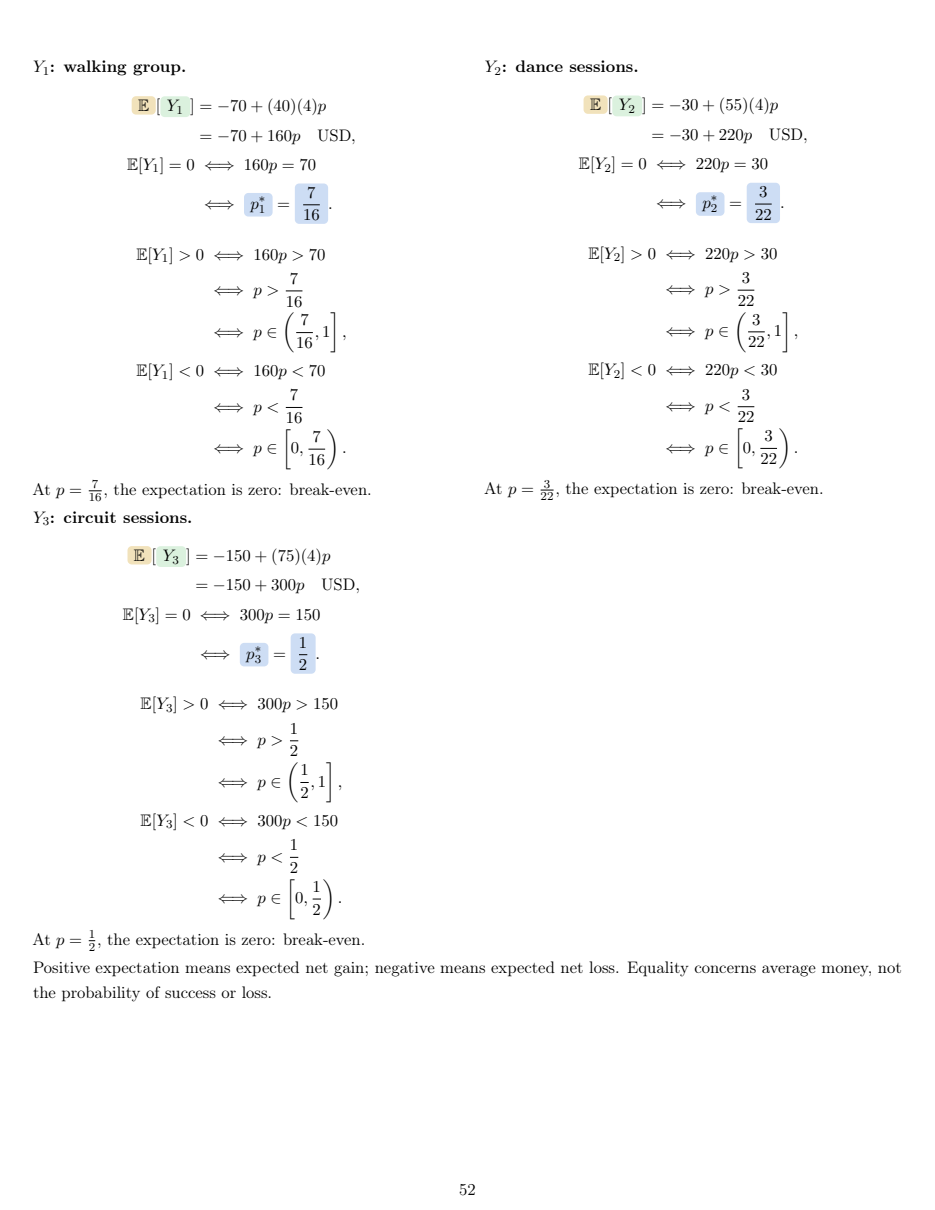 Y₁: walking group.
𝔼 [ Y₁ ] = −70 + (40)(4)p
= −70 + 160p USD,
𝔼[Y₁] = 0 ⟺ 160p = 70
⟺ p₁* = 7/16.
𝔼[Y₁] > 0 ⟺ 160p > 70
⟺ p > 7/16
⟺ p ∈ (7/16, 1],
𝔼[Y₁] < 0 ⟺ 160p < 70
⟺ p < 7/16
⟺ p ∈ [0, 7/16).
At p = 7/16, the expectation is zero: break-even.
Y₂: dance sessions.
𝔼 [ Y₂ ] = −30 + (55)(4)p
= −30 + 220p USD,
𝔼[Y₂] = 0 ⟺ 220p = 30
⟺ p₂* = 3/22.
𝔼[Y₂] > 0 ⟺ 220p > 30
⟺ p > 3/22
⟺ p ∈ (3/22, 1],
𝔼[Y₂] < 0 ⟺ 220p < 30
⟺ p < 3/22
⟺ p ∈ [0, 3/22).
At p = 3/22, the expectation is zero: break-even.
Y₃: circuit sessions.
𝔼 [ Y₃ ] = −150 + (75)(4)p
= −150 + 300p USD,
𝔼[Y₃] = 0 ⟺ 300p = 150
⟺ p₃* = 1/2.
𝔼[Y₃] > 0 ⟺ 300p > 150
⟺ p > 1/2
⟺ p ∈ (1/2, 1],
𝔼[Y₃] < 0 ⟺ 300p < 150
⟺ p < 1/2
⟺ p ∈ [0, 1/2).
At p = 1/2, the expectation is zero: break-even.
Positive expectation means expected net gain; negative means expected net loss. Equality concerns average money, not
the probability of success or loss.
52